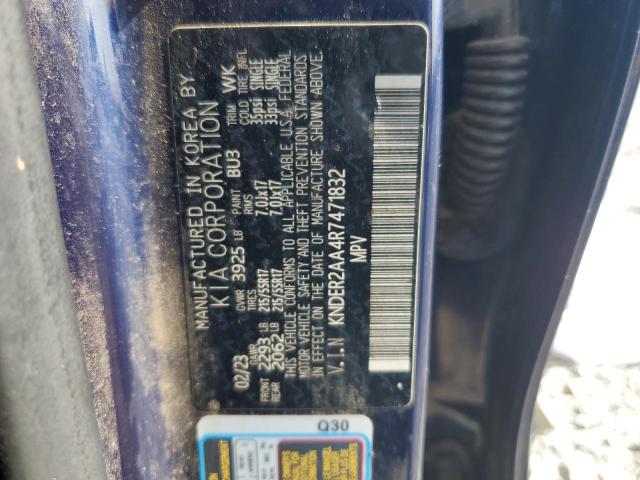 MANUFACTURED IN KOREA BY
KIA CORPORATION
02/23 GVWR 3925 LB PAINT BU3 TRIM WK
GAWR TIRES RIMS COLD TIRE INFL
FRONT 2293 LB 215/55R17 7.0Jx17 35psi SINGLE
REAR 2062 LB 215/55R17 7.0Jx17 33psi SINGLE
THIS VEHICLE CONFORMS TO ALL APPLICABLE U.S.A. FEDERAL
MOTOR VEHICLE SAFETY AND THEFT PREVENTION STANDARDS
IN EFFECT ON THE DATE OF MANUFACTURE SHOWN ABOVE.
V.I.N KNDER2AA4R7471832
MPV
Q30